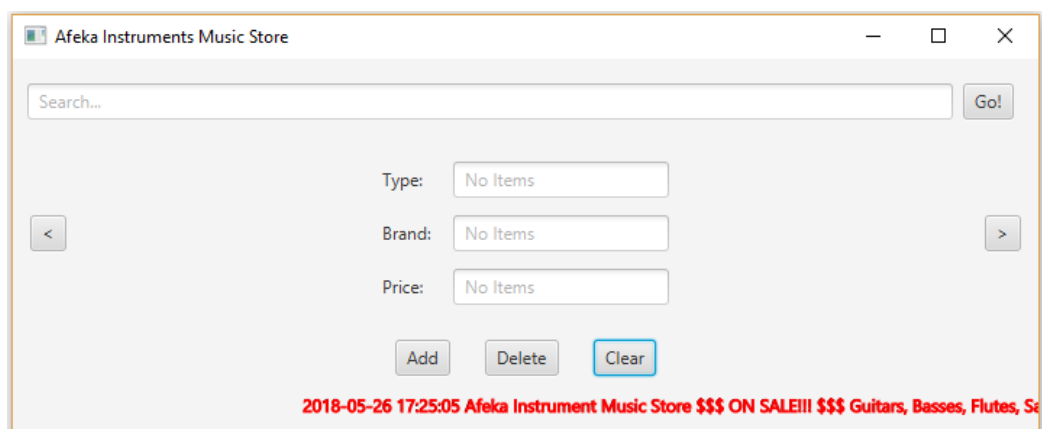 Afeka Instruments Music Store
Search... Go!
Type: No Items
< Brand: No Items >
Price: No Items
Add Delete Clear
2018-05-26 17:25:05 Afeka Instrument Music Store $$$ ON SALE!!! $$$ Guitars, Basses, Flutes,